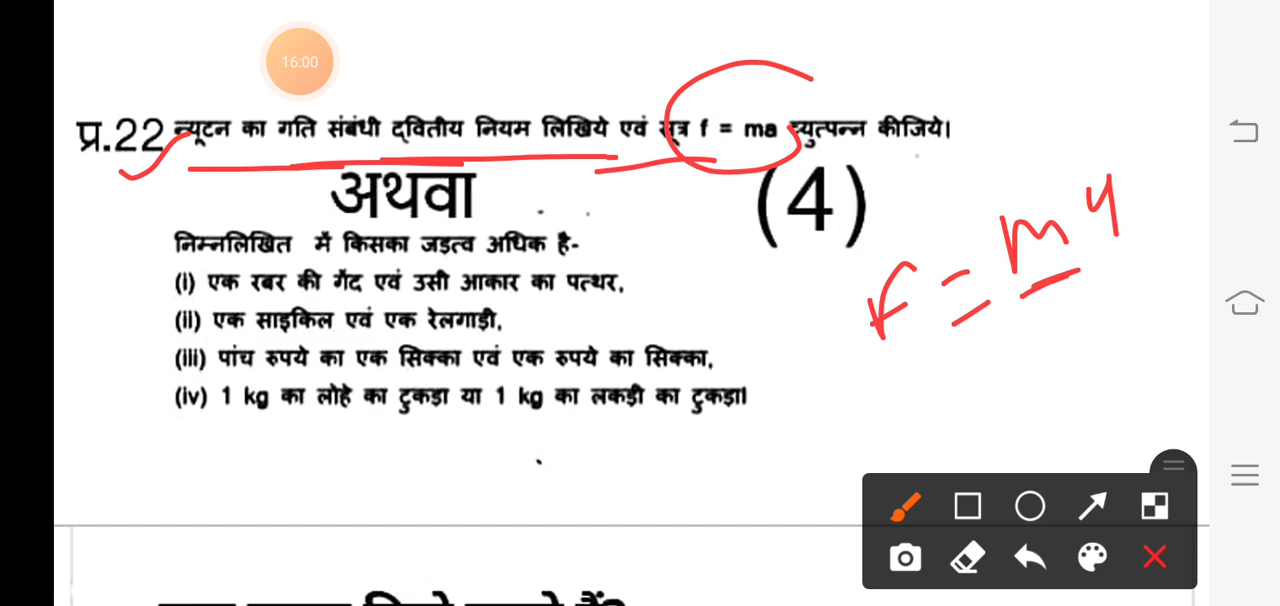 16:00
प्र.22 न्यूटन का गति संबंधी द्वितीय नियम लिखिये एवं सूत्र f = ma व्युत्पन्न कीजिये।
अथवा (4)
F = ma
निम्नलिखित में किसका जड़त्व अधिक है-
(i) एक रबर की गेंद एवं उसी आकार का पत्थर,
(ii) एक साइकिल एवं एक रेलगाड़ी,
(iii) पांच रुपये का एक सिक्का एवं एक रुपये का सिक्का,
(iv) 1 kg का लोहे का टुकड़ा या 1 kg का लकड़ी का टुकड़ा।